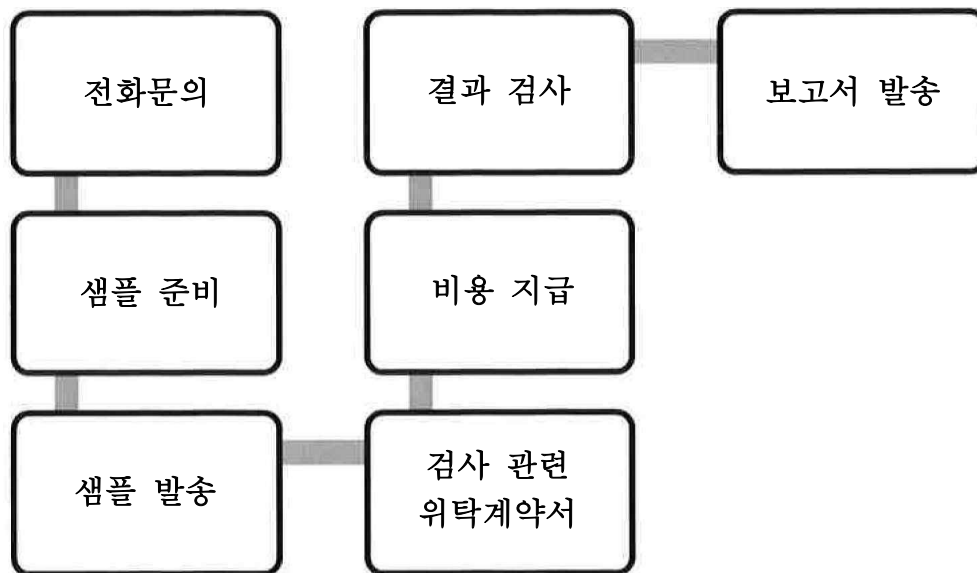 전화문의
샘플 준비
샘플 발송
검사 관련
위탁계약서
비용 지급
결과 검사
보고서 발송